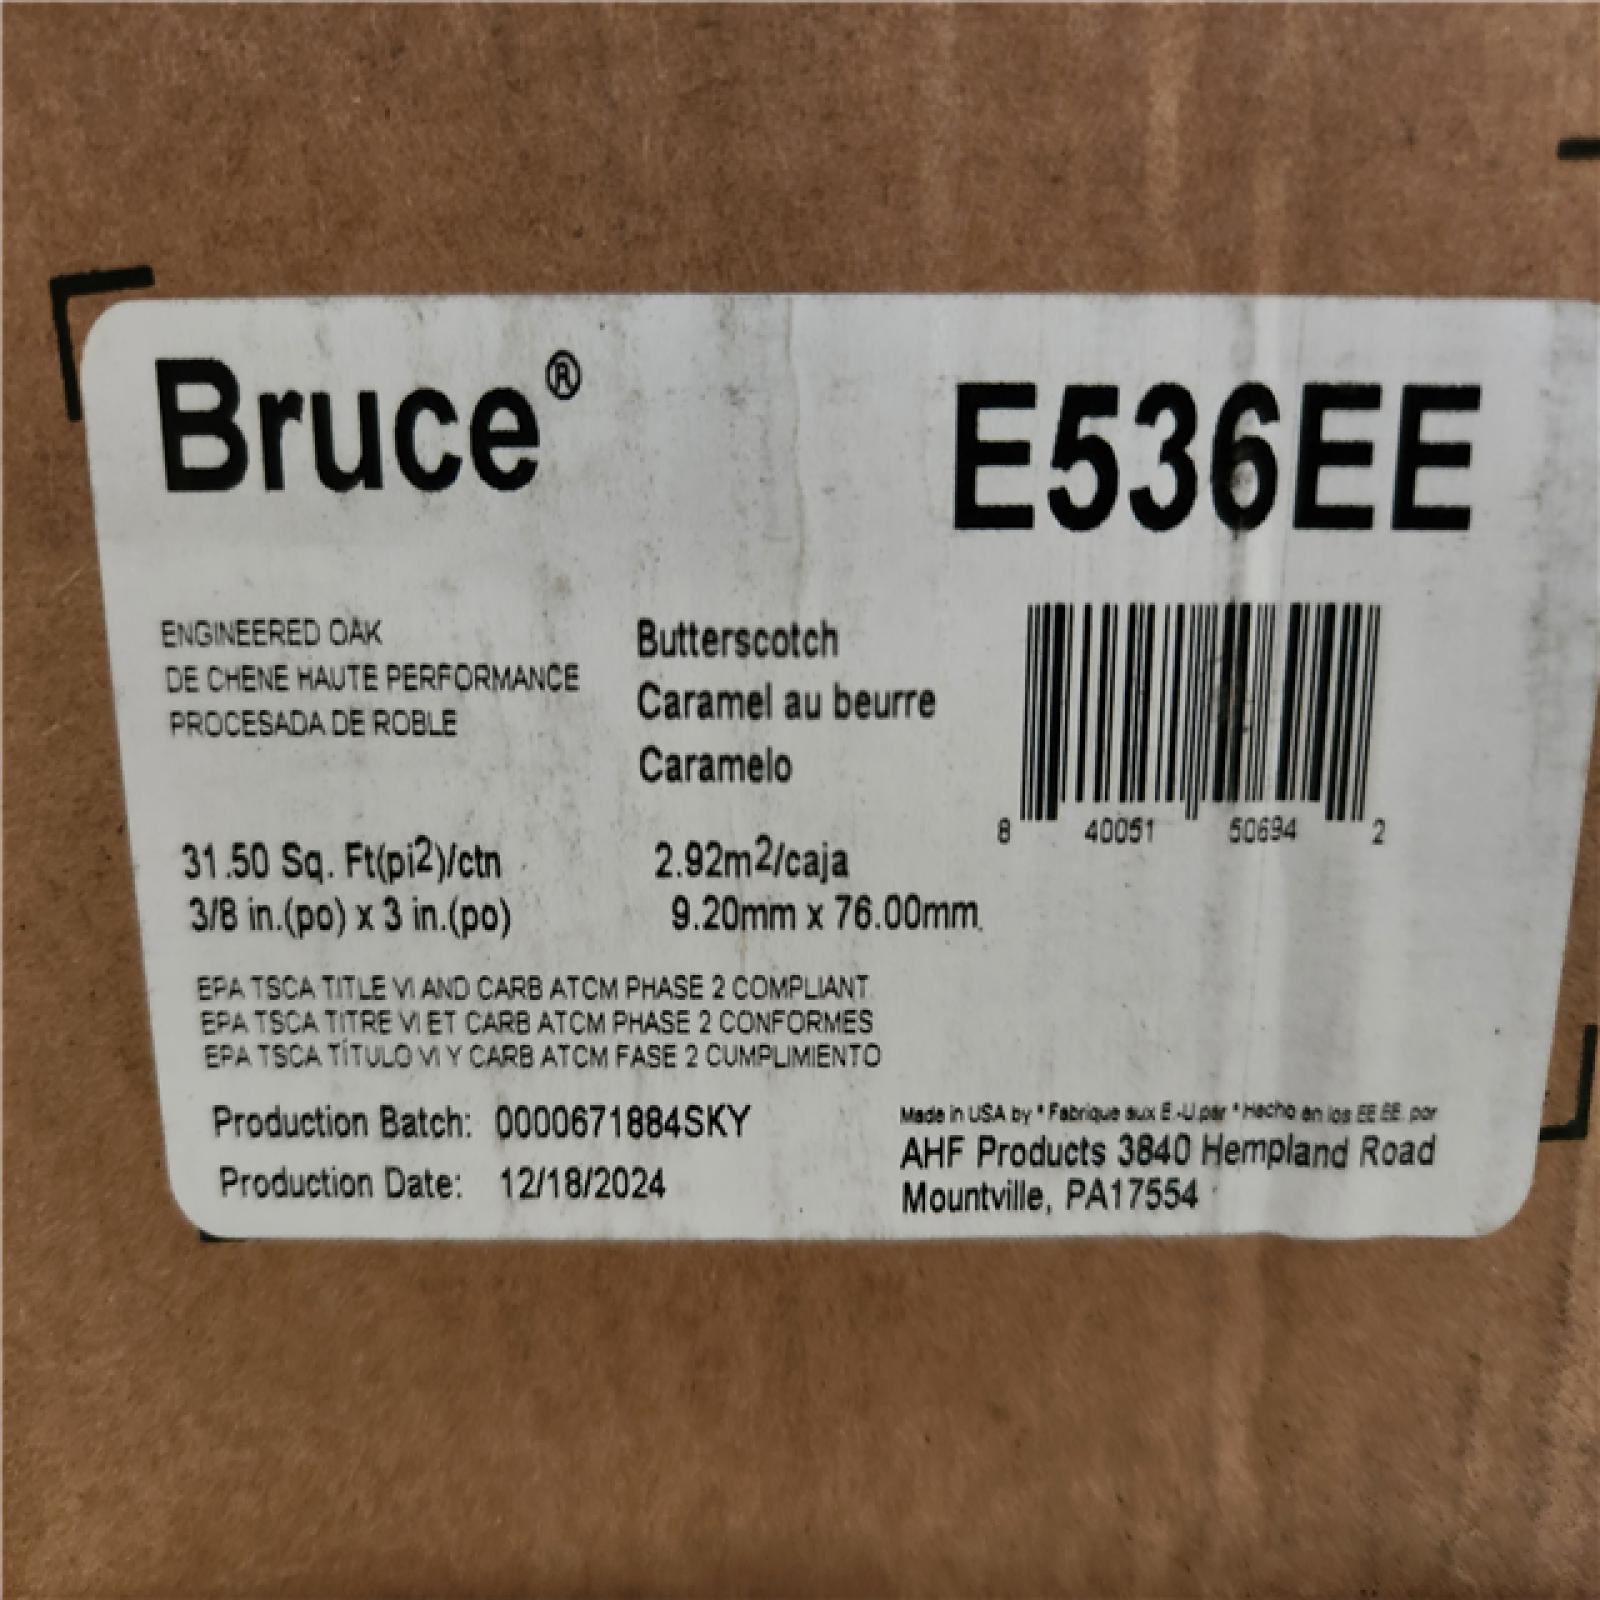 Bruce®
E536EE
ENGINEERED OAK
DE CHENE HAUTE PERFORMANCE
PROCESADA DE ROBLE
Butterscotch
Caramel au beurre
Caramelo
8 40051 50694 2
31.50 Sq. Ft(pi2)/ctn
2.92m2/caja
3/8 in.(po) x 3 in.(po)
9.20mm x 76.00mm
EPA TSCA TITLE VI AND CARB ATCM PHASE 2 COMPLIANT
EPA TSCA TITRE VI ET CARB ATCM PHASE 2 CONFORMES
EPA TSCA TÍTULO VI Y CARB ATCM FASE 2 CUMPLIMIENTO
Production Batch: 0000671884SKY
Production Date: 12/18/2024
Made in USA by * Fabrique aux E.-U.par * Hecho en los EE.EE. por
AHF Products 3840 Hempland Road
Mountville, PA17554